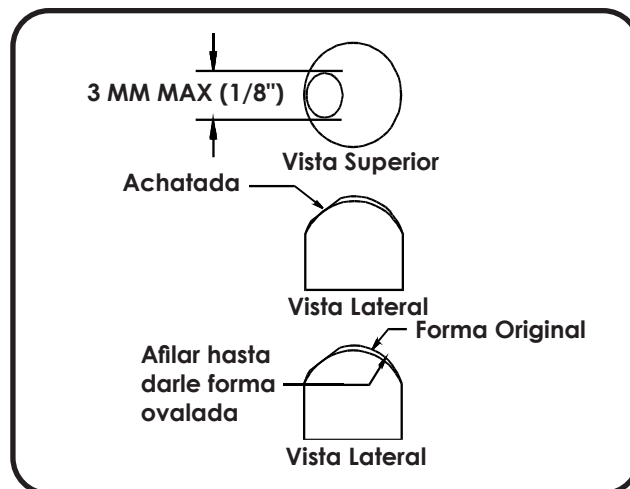 3 MM MAX (1/8")
Vista Superior
Achatada
Vista Lateral
Forma Original
Afilar hasta
darle forma
ovalada
Vista Lateral